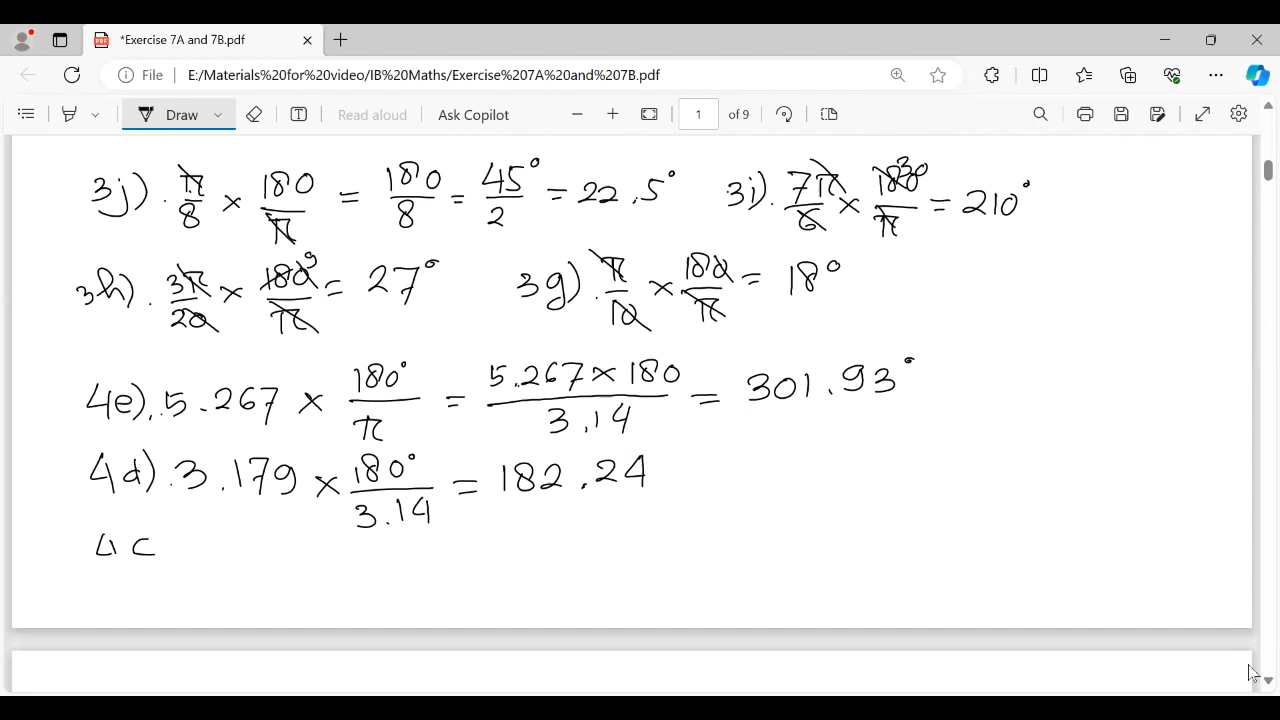 *Exercise 7A and 7B.pdf
File E:/Materials%20for%20video/IB%20Maths/Exercise%207A%20and%207B.pdf
Draw Read aloud Ask Copilot 1 of 9
3j). π/8 × 180/π = 180/8 = 45°/2 = 22.5° 3i). 7π/6 × 180/π 30 = 210°
3h). 3π/20 × 180/π 9 = 27° 3g). π/10 × 180/π = 18°
4e). 5.267 × 180°/π = 5.267 × 180/3.14 = 301.93°
4d) .3.179 × 180°/3.14 = 182.24
4c